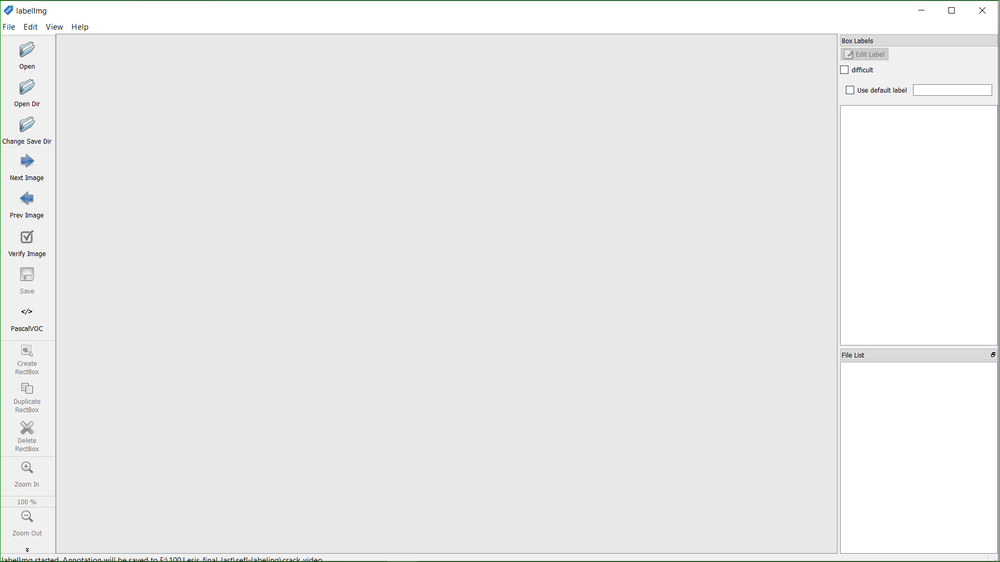 labelImg
File Edit View Help
Open
Open Dir
Change Save Dir
Next Image
Prev Image
Verify Image
Save
</>
PascalVOC
Create
RectBox
Duplicate
RectBox
Delete
RectBox
Zoom In
100 %
Zoom Out
Box Labels
Edit Label
difficult
Use default label
File List
labelImg started. Annotation will be saved to F:\100.Lesis_final_last\sefl-labeling\crack_video